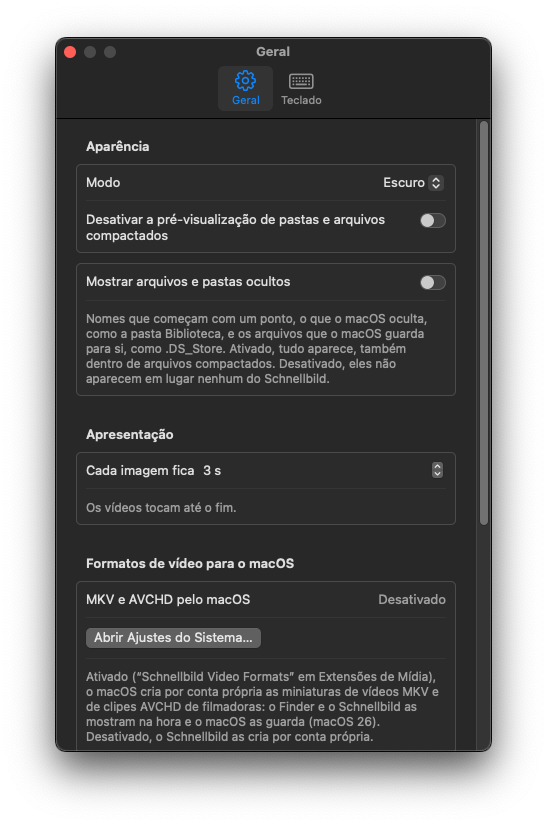 Geral
Geral
Teclado
Aparência
Modo
Escuro
Desativar a pré-visualização de pastas e arquivos
compactados
Mostrar arquivos e pastas ocultos
Nomes que começam com um ponto, o que o macOS oculta,
como a pasta Biblioteca, e os arquivos que o macOS guarda
para si, como .DS_Store. Ativado, tudo aparece, também
dentro de arquivos compactados. Desativado, eles não
aparecem em lugar nenhum do Schnellbild.
Apresentação
Cada imagem fica 3 s
Os vídeos tocam até o fim.
Formatos de vídeo para o macOS
MKV e AVCHD pelo macOS
Desativado
Abrir Ajustes do Sistema...
Ativado (“Schnellbild Video Formats” em Extensões de Mídia),
o macOS cria por conta própria as miniaturas de vídeos MKV e
de clipes AVCHD de filmadoras: o Finder e o Schnellbild as
mostram na hora e o macOS as guarda (macOS 26).
Desativado, o Schnellbild as cria por conta própria.